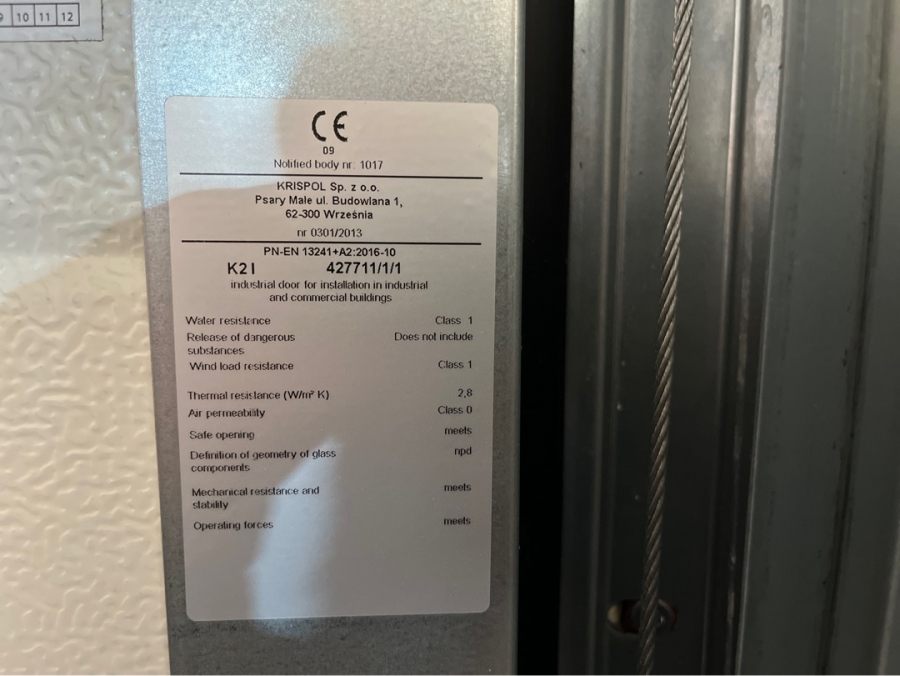 9 10 11 12
CE
09
Notified body nr. 1017
KRISPOL Sp. z o.o.
Psary Małe ul. Budowlana 1,
62-300 Września
nr 0301/2013
PN-EN 13241+A2:2016-10
K2I 427711/1/1
industrial door for installation in industrial
and commercial buildings
Water resistance Class 1
Release of dangerous Does not include
substances
Wind load resistance Class 1
Thermal resistance (W/m² K) 2,8
Air permeability Class 0
Safe opening meets
Definition of geometry of glass npd
components
Mechanical resistance and meets
stability
Operating forces meets